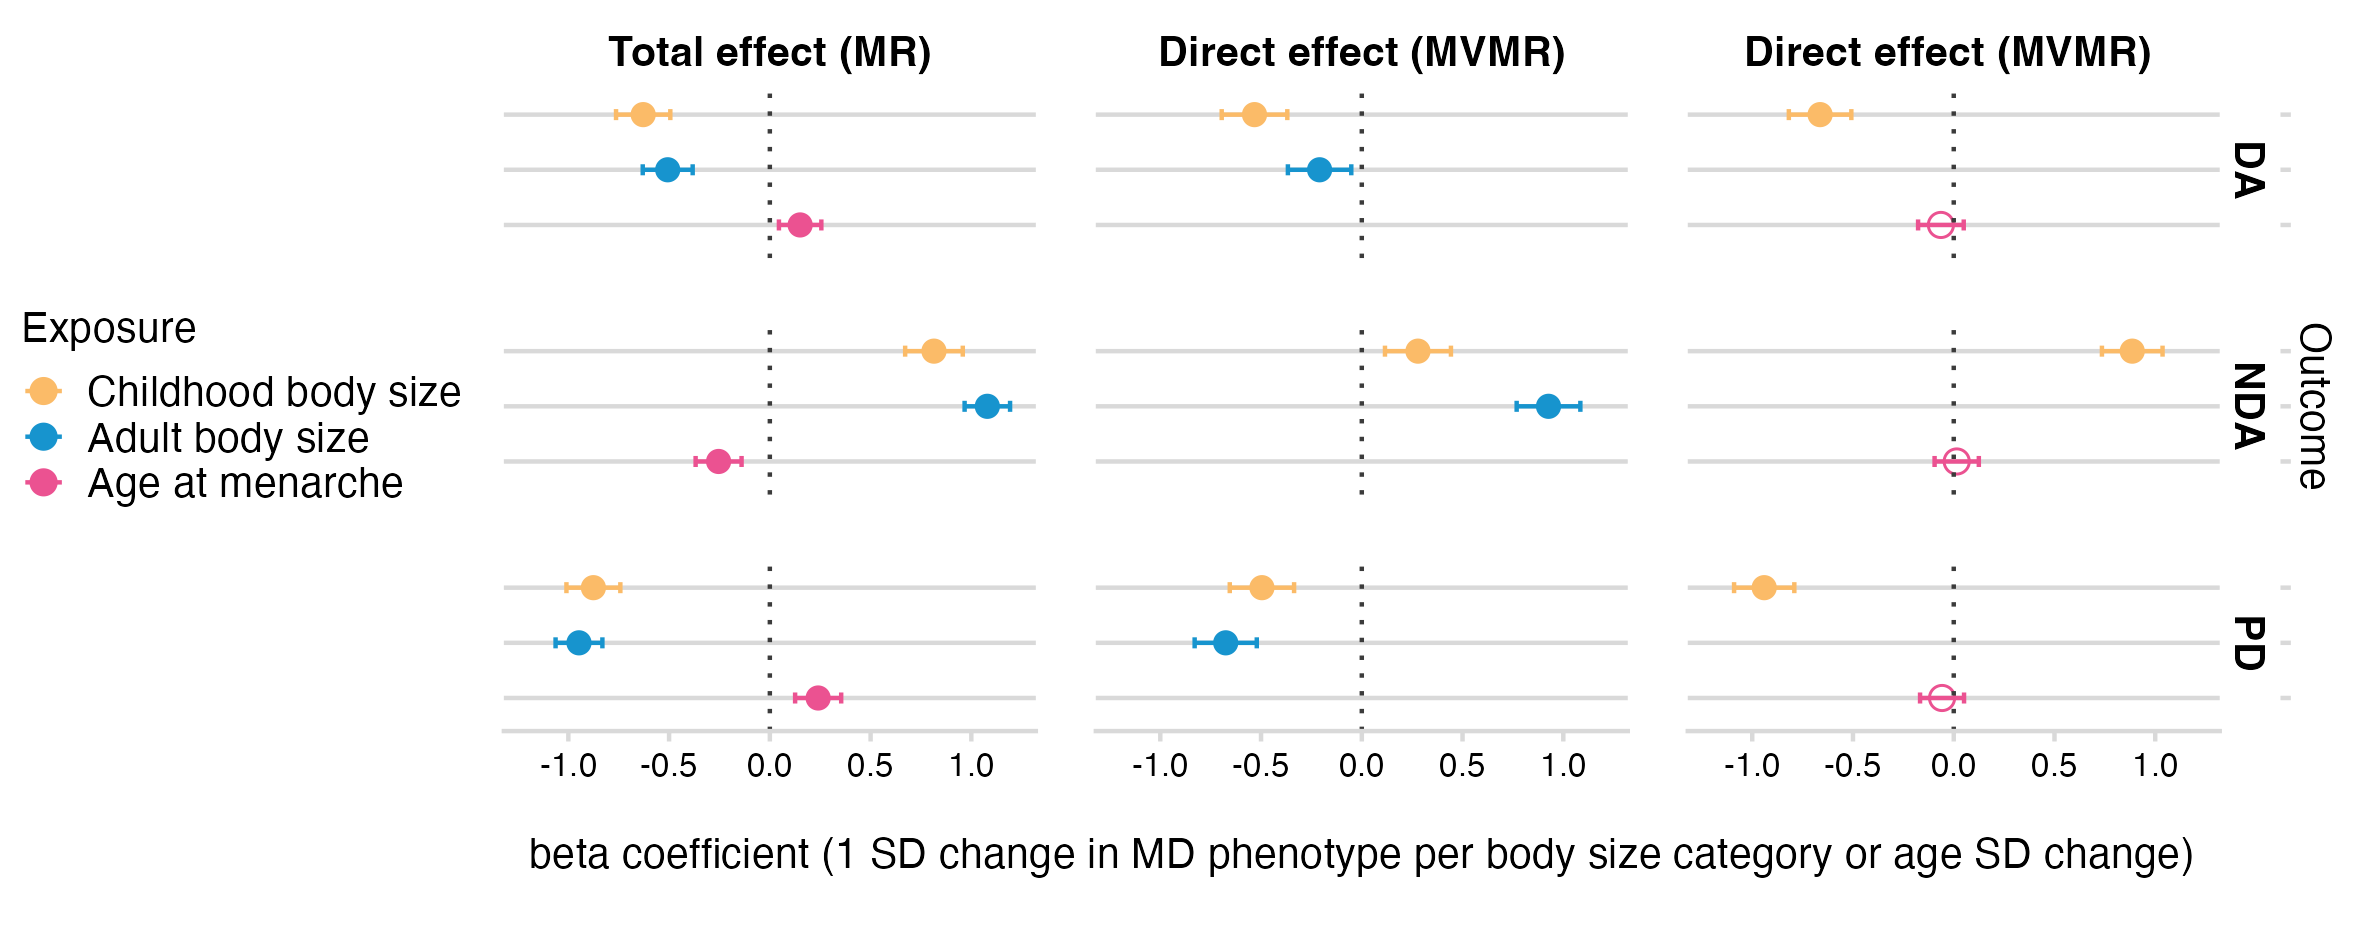 Total effect (MR)
Direct effect (MVMR)
Direct effect (MVMR)
DA
Exposure
Childhood body size
Adult body size
Age at menarche
NDA
Outcome
PD
-1.0 -0.5 0.0 0.5 1.0
-1.0 -0.5 0.0 0.5 1.0
-1.0 -0.5 0.0 0.5 1.0
beta coefficient (1 SD change in MD phenotype per body size category or age SD change)